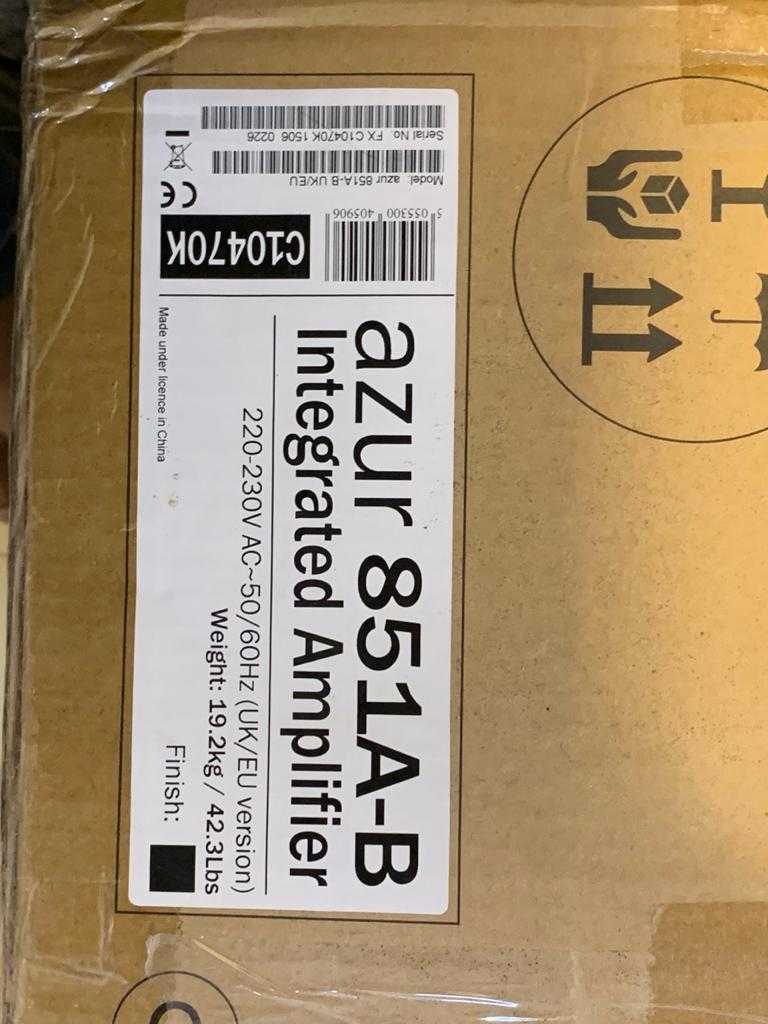 azur 851A-B
Integrated Amplifier
220-230V AC~50/60Hz (UK/EU version)
Weight: 19.2kg / 42.3Lbs
Finish:
Made under licence in China
5 055300 405906
C10470K
Model: azur 851A-B UK/EU
Serial No. FX C10470K 1506 0226
CE